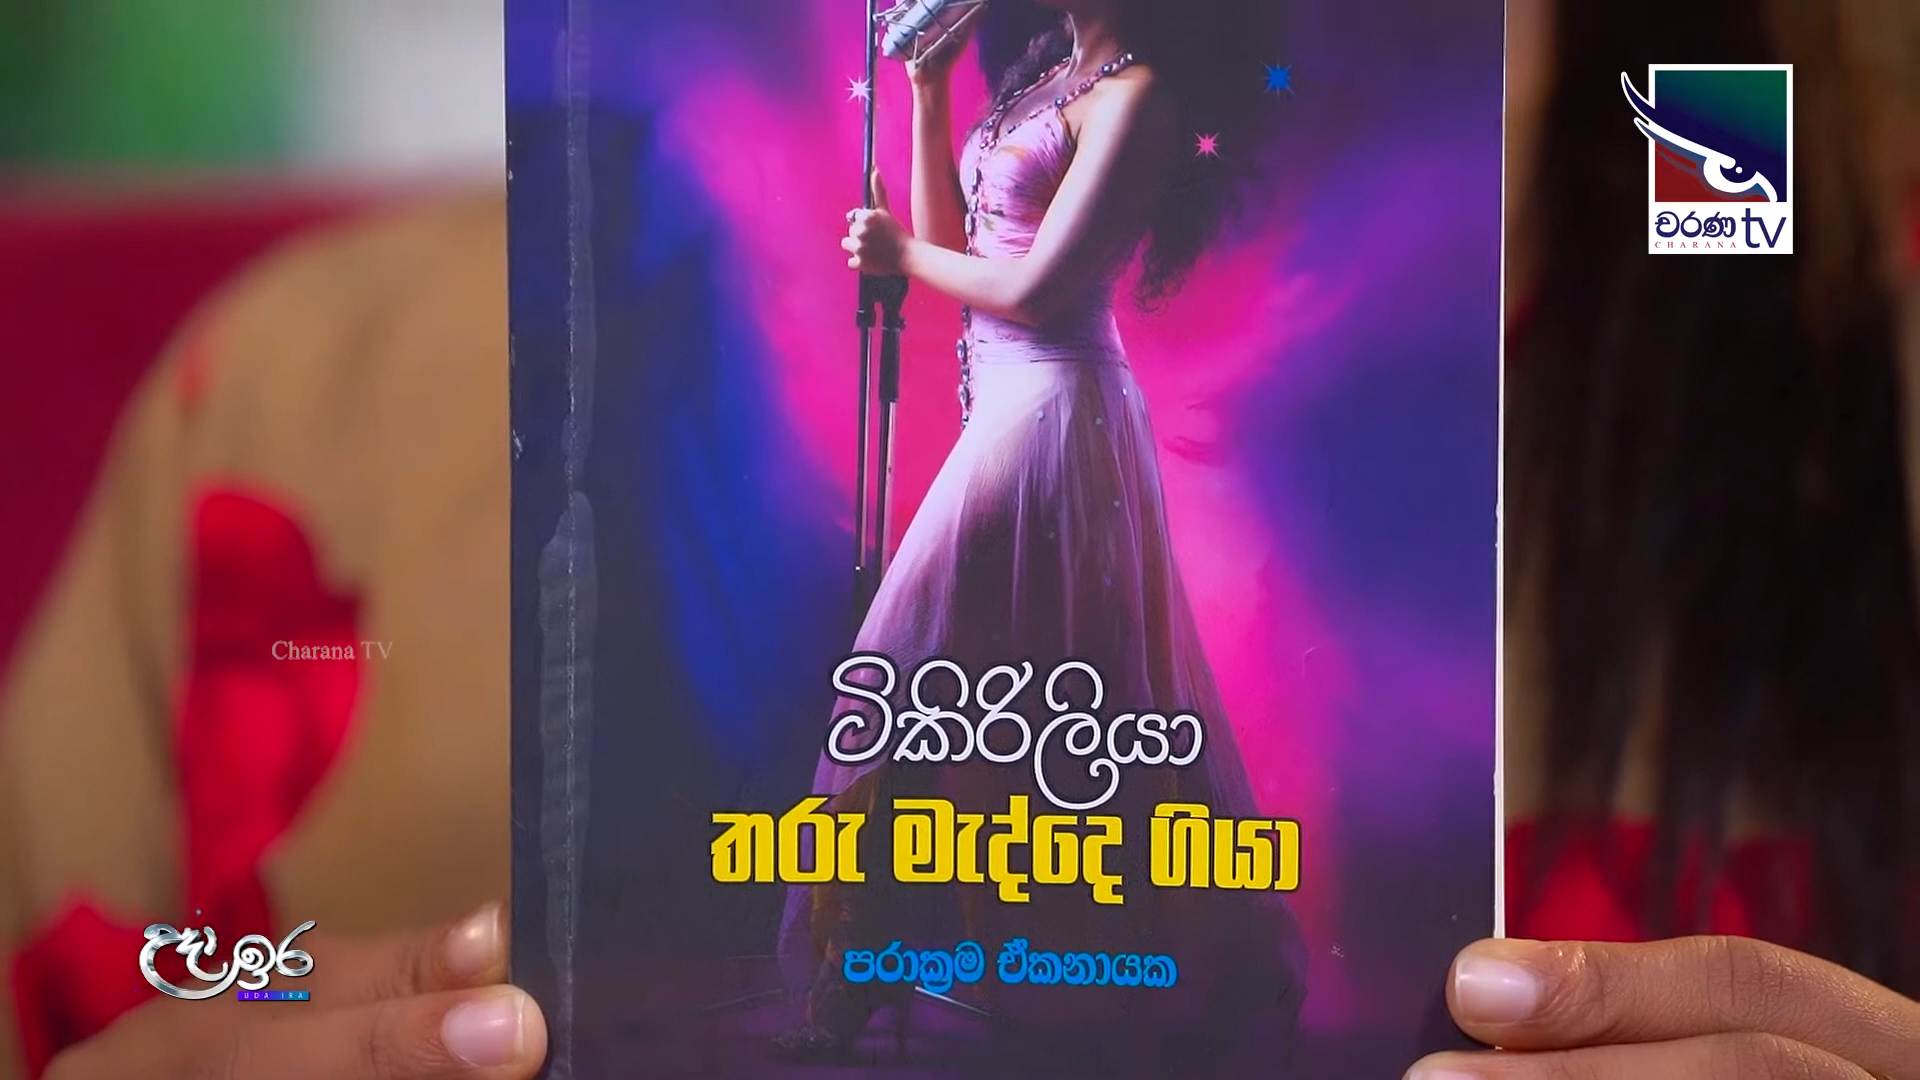 චරණ tv
CHARANA
Charana TV
ටිකිරිලියා
තරු මැද්දෙ ගියා
පරාක්‍රම ඒකනායක
උදා ඉර
UDA IRA